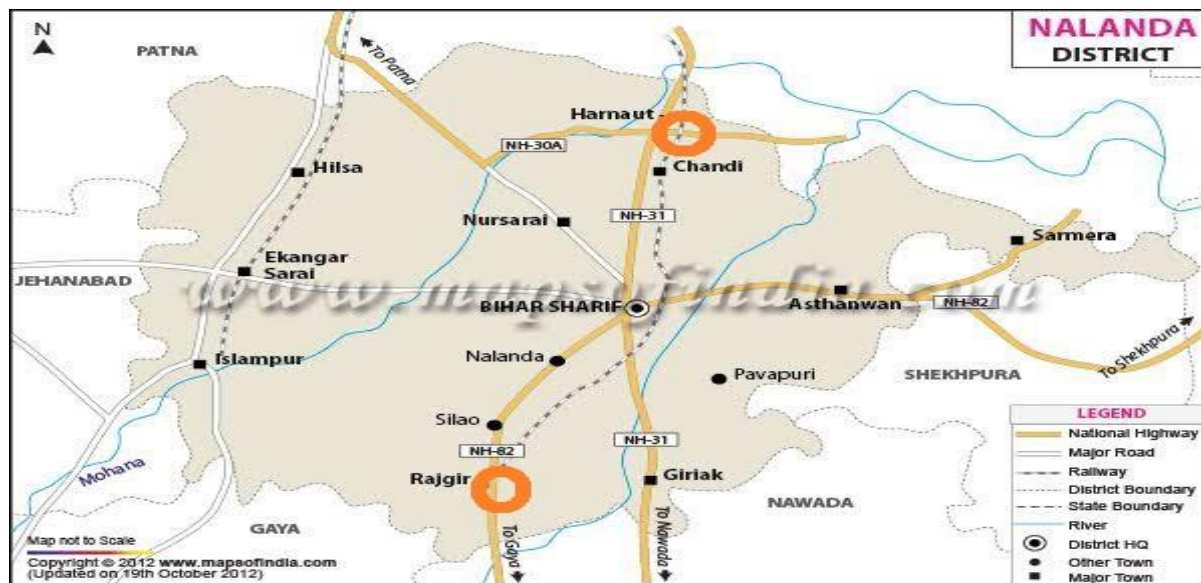 N
PATNA
To Patna
NALANDA
DISTRICT
Harnaut
NH-30A
Chandi
Hilsa
NH-31
Nursarai
Sarmera
Ekangar
Sarai
JEHANABAD
www.mapsofindia.com
BIHAR SHARIF
Asthanwan
NH-82
Nalanda
Islampur
Pavapuri
SHEKHPURA
To Shekhpura
Silao
NH-82
NH-31
Rajgir
Giriak
Mohana
GAYA
NAWADA
To Gaya
To Nawada
LEGEND
National Highway
Major Road
Railway
District Boundary
State Boundary
River
District HQ
Other Town
Major Town
Map not to Scale
Copyright © 2012 www.mapsofindia.com
(Updated on 19th October 2012)